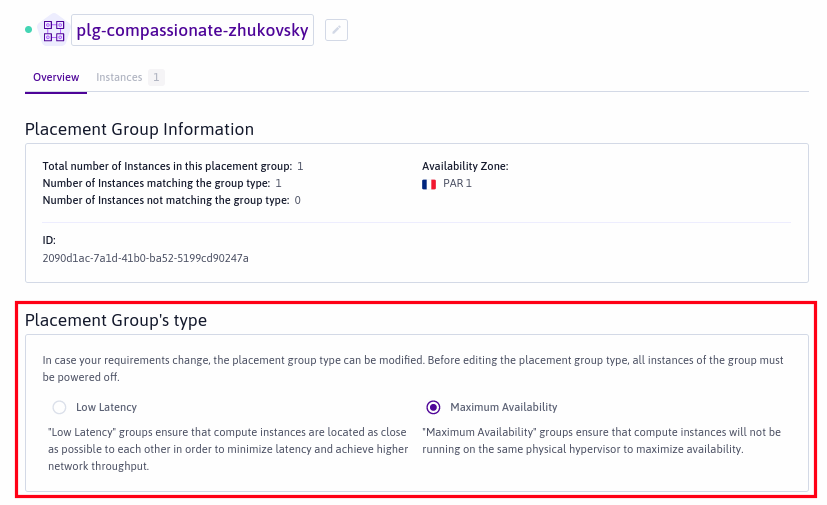 plg-compassionate-zhukovsky
Overview Instances 1
Placement Group Information
Total number of Instances in this placement group: 1
Number of Instances matching the group type: 1
Number of Instances not matching the group type: 0
Availability Zone:
PAR 1
ID:
2090d1ac-7a1d-41b0-ba52-5199cd90247a
Placement Group's type
In case your requirements change, the placement group type can be modified. Before editing the placement group type, all instances of the group must
be powered off.
Low Latency
"Low Latency" groups ensure that compute instances are located as close
as possible to each other in order to minimize latency and achieve higher
network throughput.
Maximum Availability
"Maximum Availability" groups ensure that compute instances will not be
running on the same physical hypervisor to maximize availability.